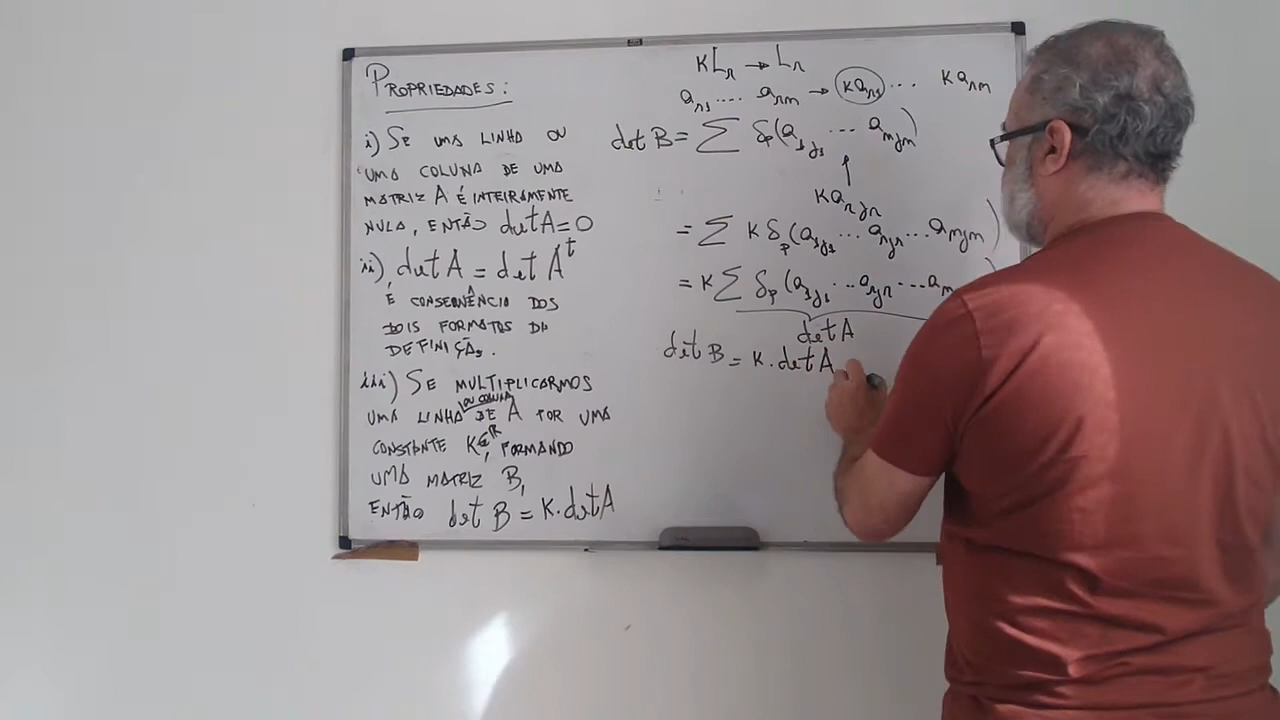 PROPRIEDADES:
i) SE UMA LINHA OU
UMA COLUNA DE UMA
MATRIZ A É INTEIRAMENTE
NULA, ENTÃO det A = 0
ii) det A = det Aᵗ
É CONSEQUÊNCIA DOS
DOIS FORMATOS DA
DEFINIÇÃO.
iii) SE MULTIPLICARMOS
UMA LINHA OU COLUNA DE A POR UMA
CONSTANTE K∈ℝ, FORMANDO
UMA MATRIZ B,
ENTÃO det B = K·det A
KLₙ → Lₙ
aₙ₁ .... aₙₘ → Kaₙ₁ ... Kaₙₘ
det B = Σ δₚ(a₁ⱼ₁ ... aₘⱼₘ)
Kaₙⱼₙ
= Σ K δₚ(a₁ⱼ₁ ... aₙⱼₙ ... aₘⱼₘ)
= K Σ δₚ(a₁ⱼ₁ ... aₙⱼₙ ... aₘ )
det A
det B = K·det A